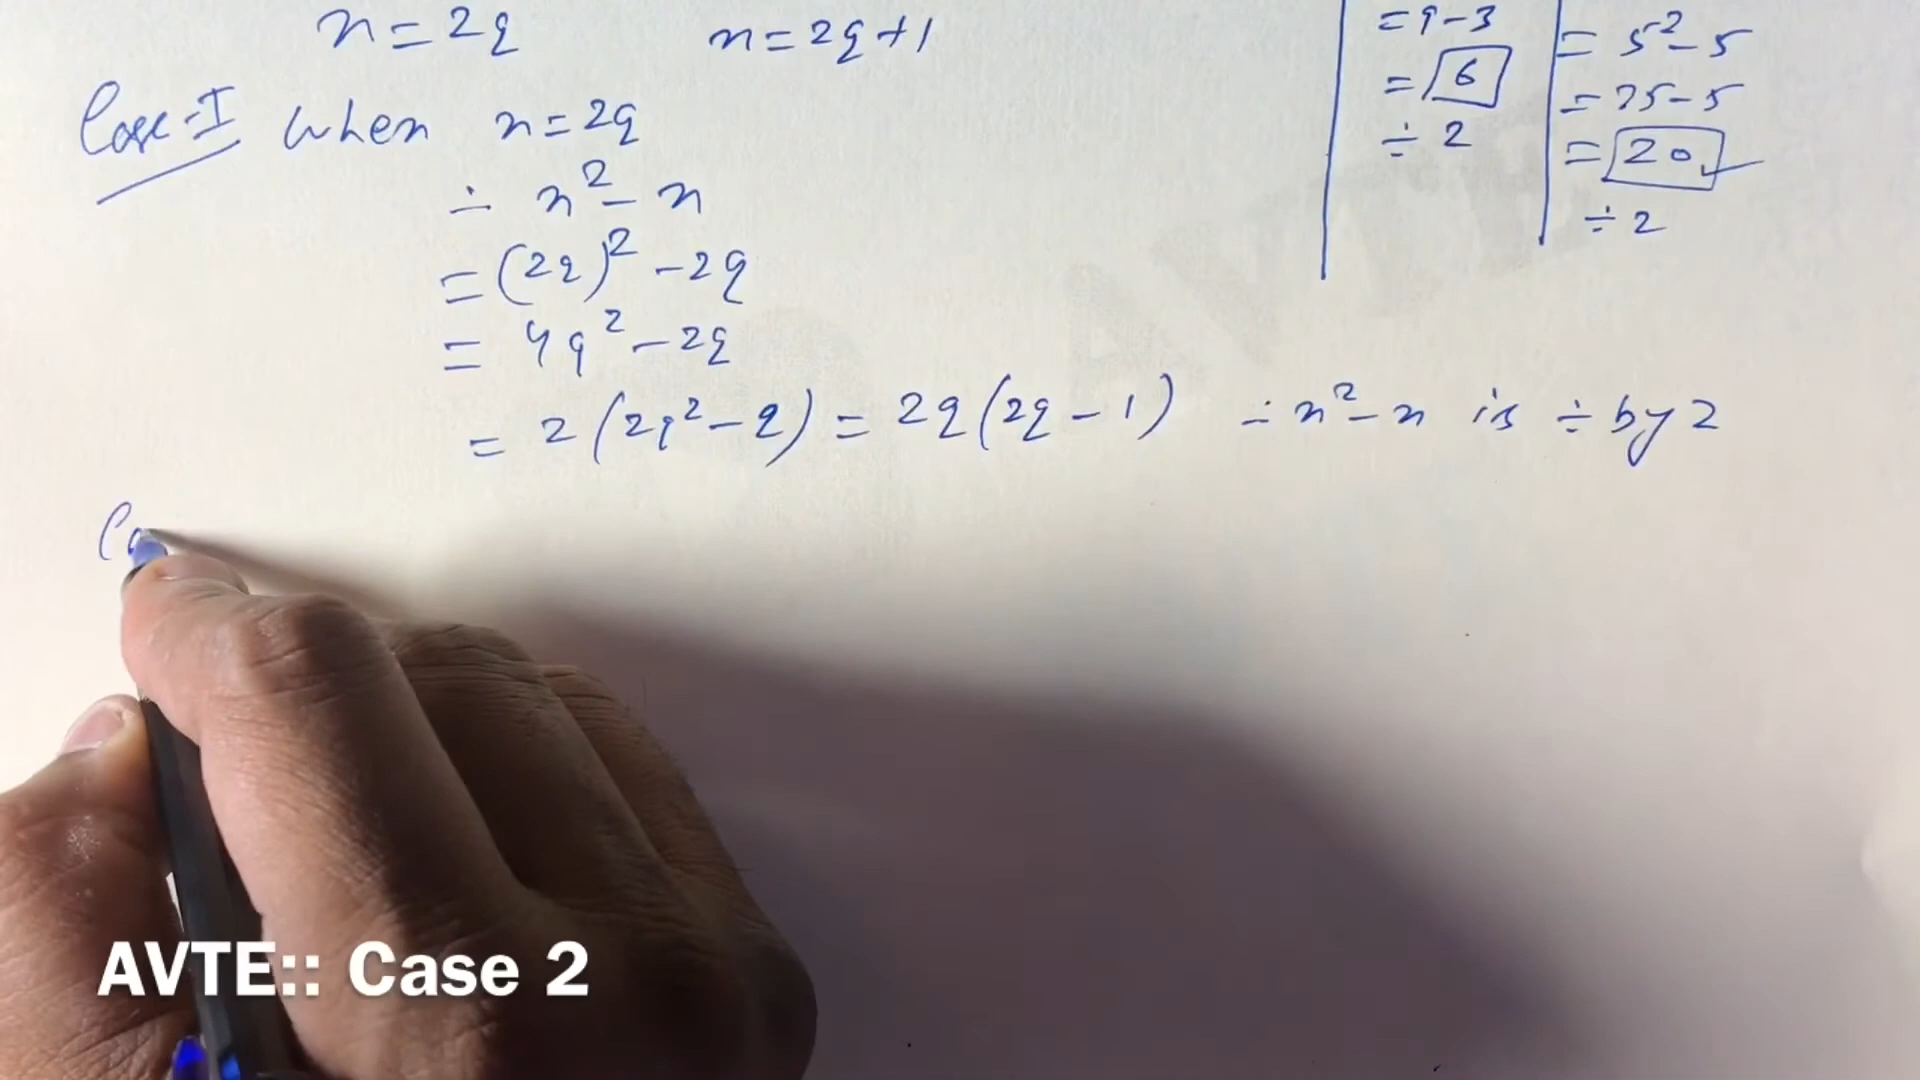 n=2q n=2q+1
Case-I when n=2q
∴ n²-n
=(2q)²-2q
= 4q²-2q
= 2(2q²-q)=2q(2q-1) ∴ n²-n is ÷ by 2
=9-3
=6
÷2
= 5²-5
=25-5
=20
÷2
Ca
AVTE:: Case 2